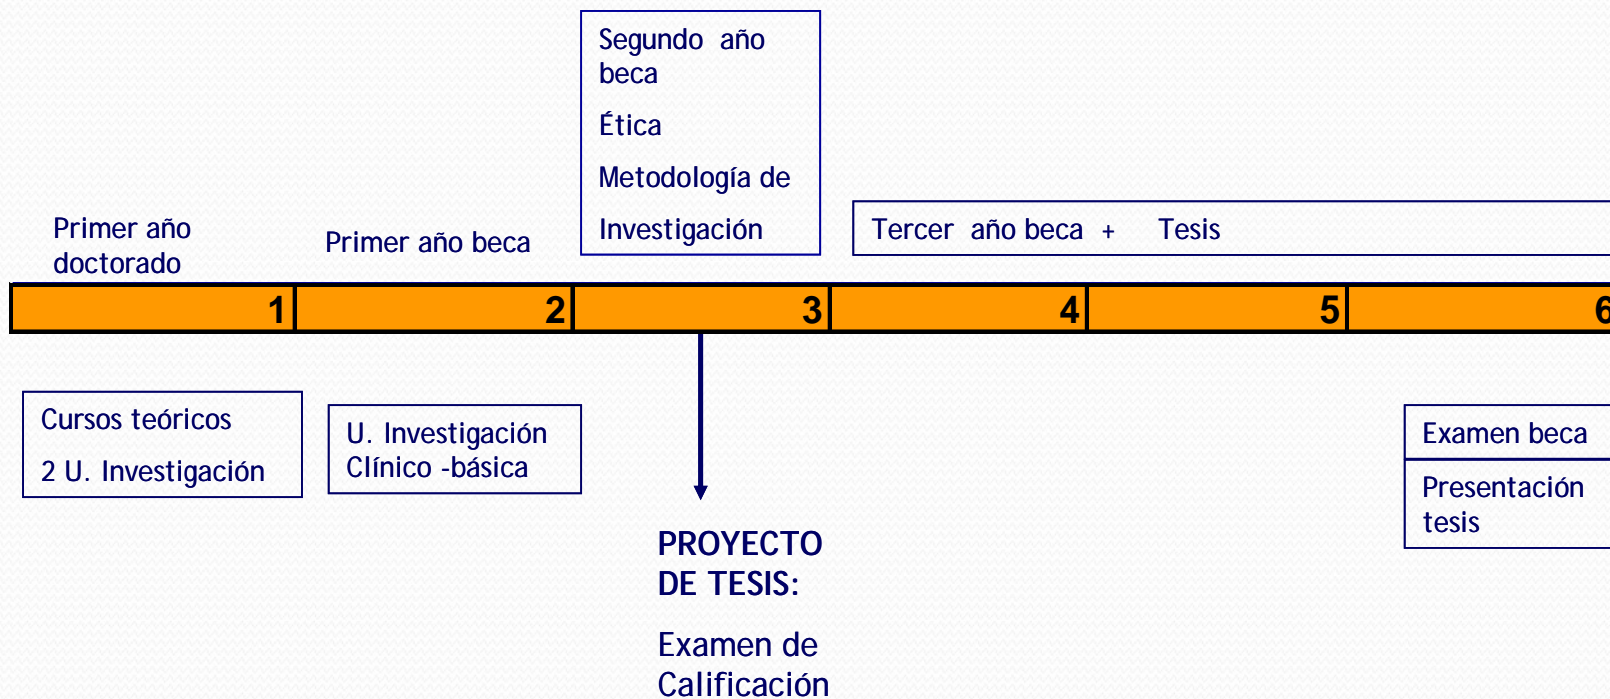 Segundo año
beca
Ética
Metodología de
Investigación
Primer año
doctorado
Primer año beca
Tercer año beca + Tesis
1
2
3
4
5
6
Cursos teóricos
2 U. Investigación
U. Investigación
Clínico -básica
Examen beca
Presentación
tesis
PROYECTO
DE TESIS:
Examen de
Calificación